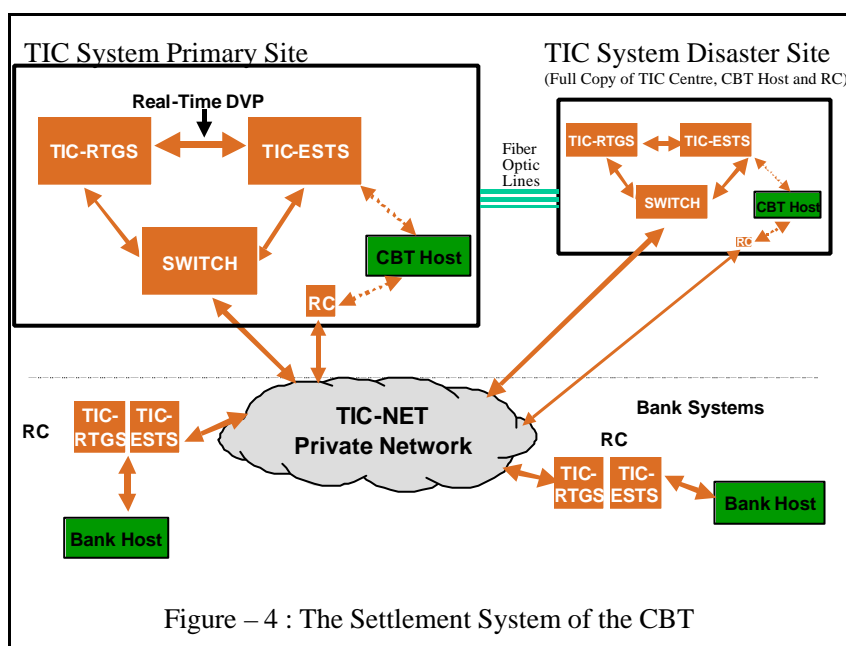 TIC System Primary Site
TIC System Disaster Site
(Full Copy of TIC Centre, CBT Host and RC)
Real-Time DVP
TIC-RTGS
TIC-ESTS
SWITCH
CBT Host
RC
Fiber
Optic
Lines
TIC-RTGS
TIC-ESTS
SWITCH
CBT Host
RC
RC
TIC-
RTGS
TIC-
ESTS
Bank Host
TIC-NET
Private Network
Bank Systems
RC
TIC-
RTGS
TIC-
ESTS
Bank Host
Figure – 4 : The Settlement System of the CBT